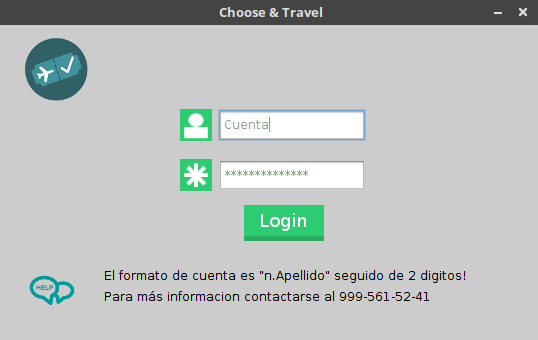 Choose & Travel
Cuenta
**************
Login
HELP
El formato de cuenta es "n.Apellido" seguido de 2 digitos!
Para más informacion contactarse al 999-561-52-41